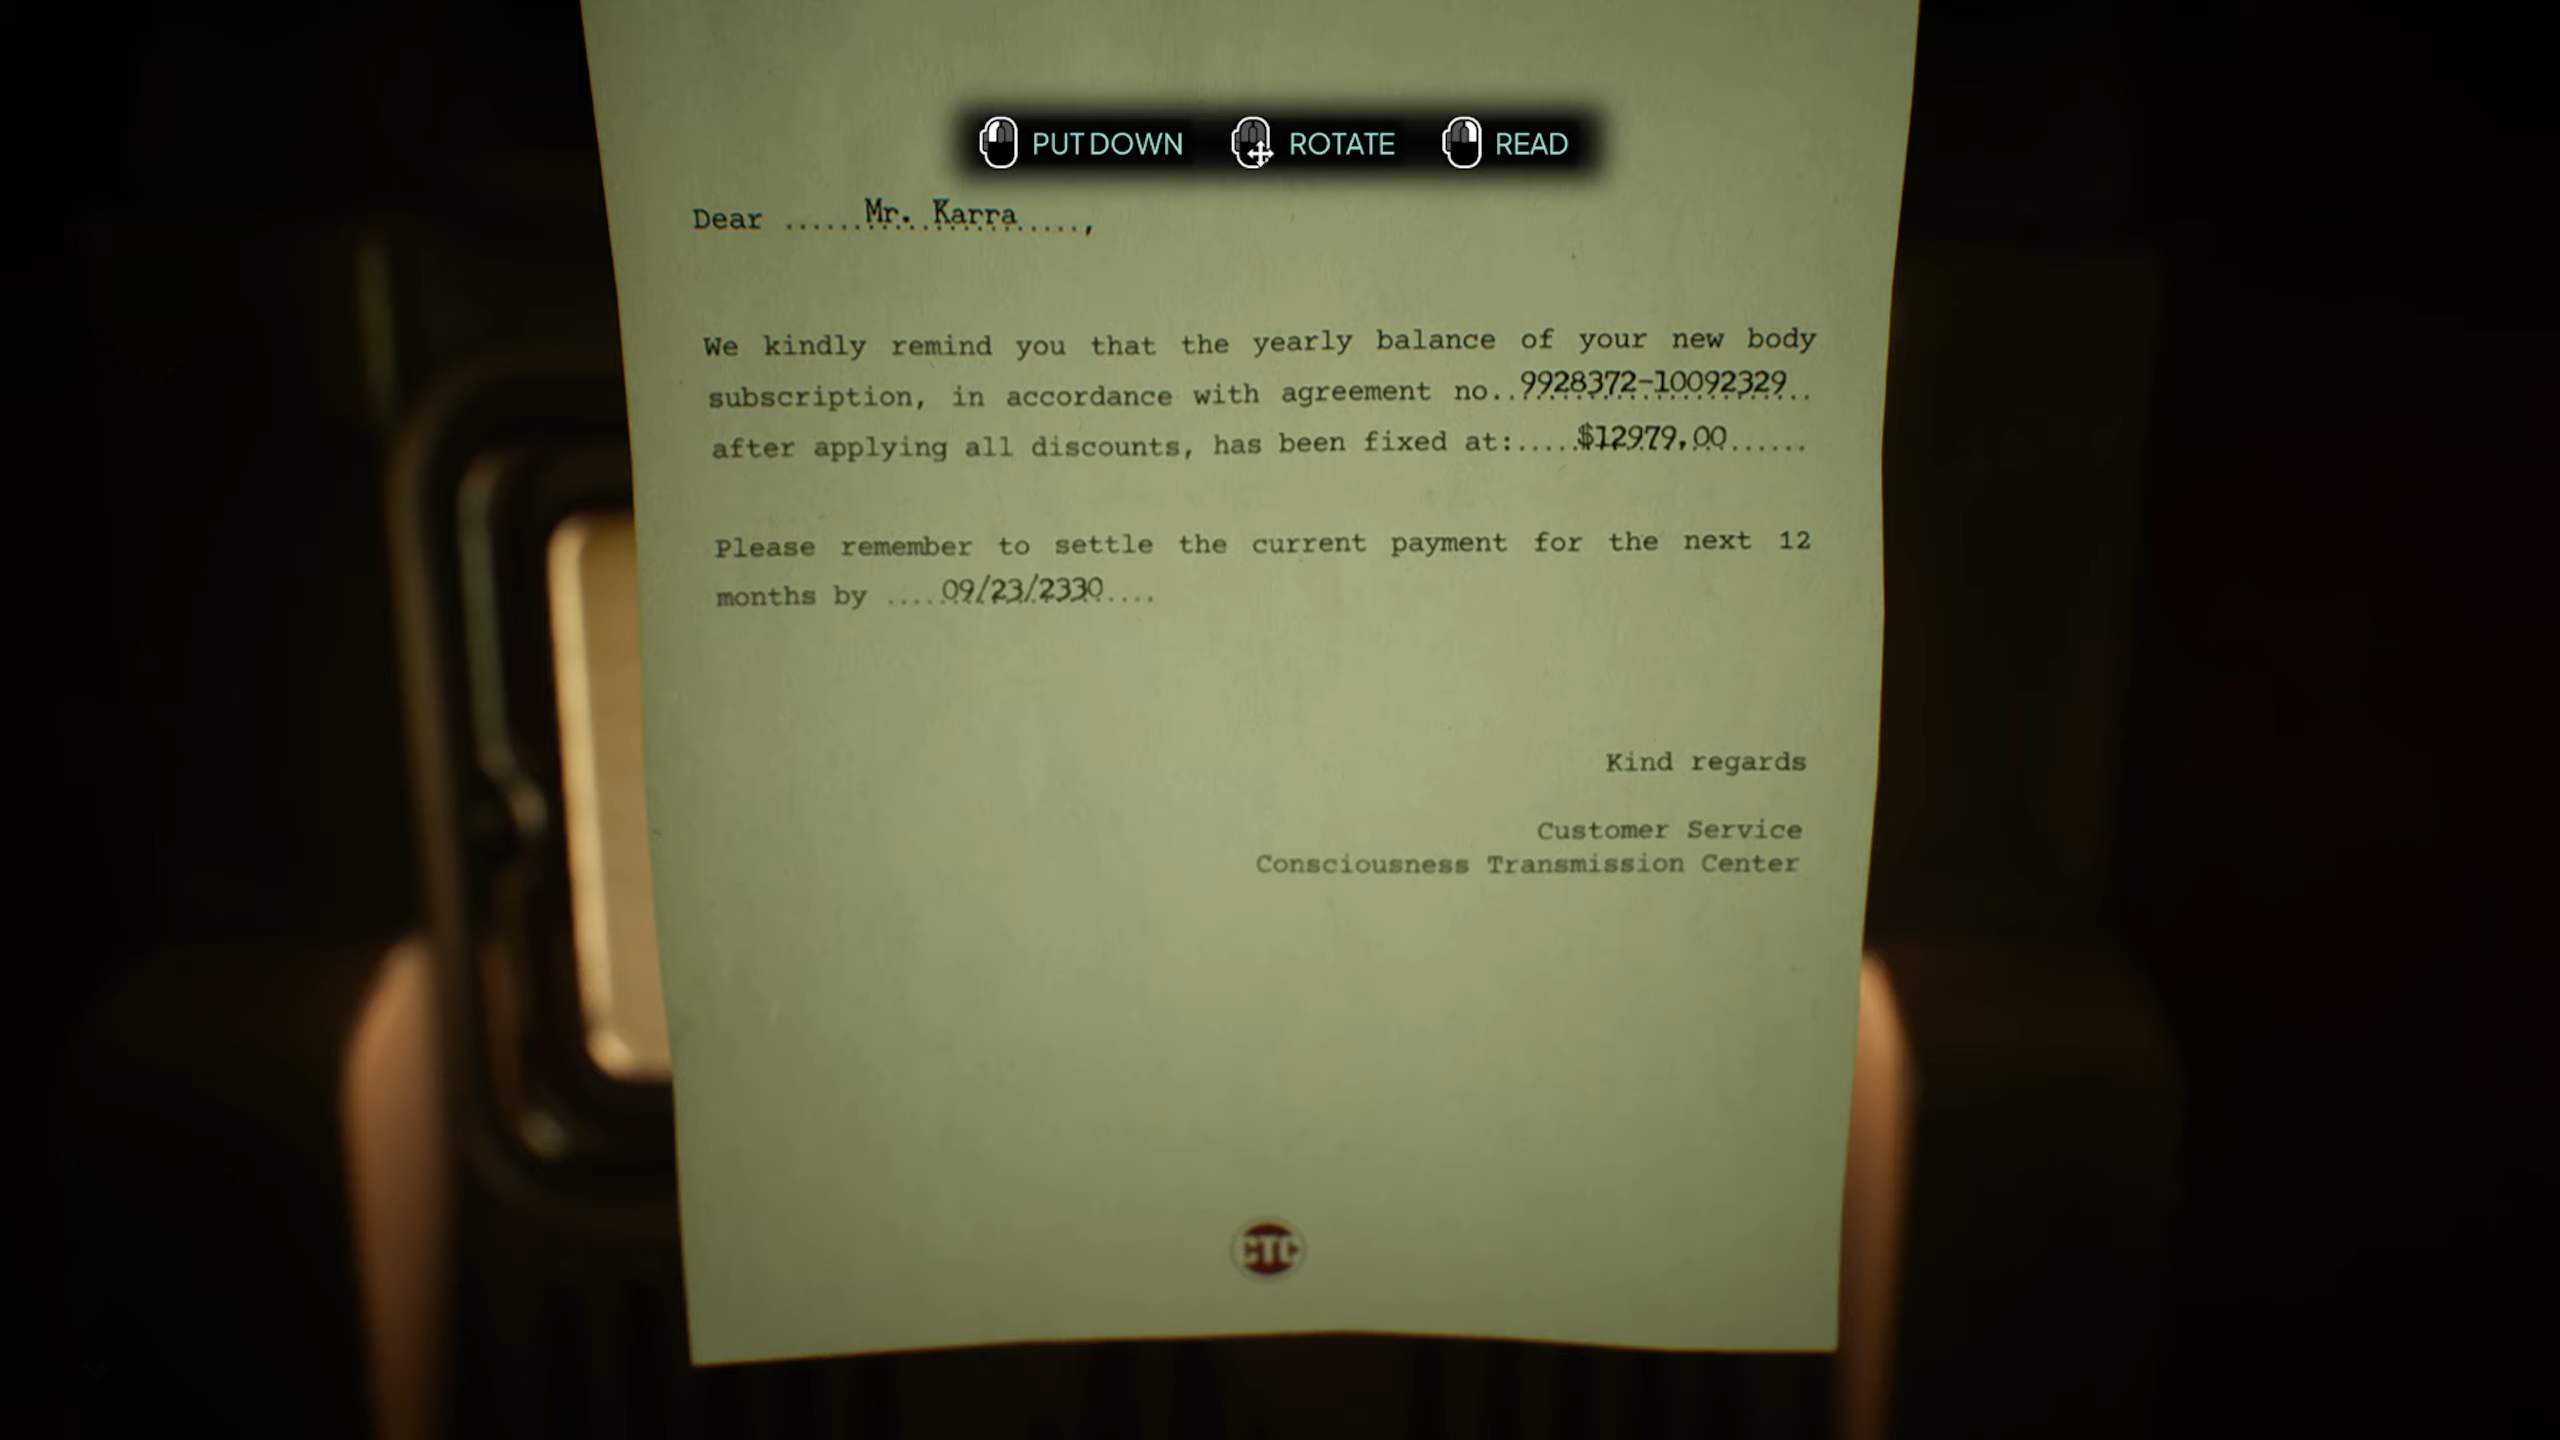 PUT DOWN ROTATE READ
Dear .....Mr. Karra.....,
We kindly remind you that the yearly balance of your new body
subscription, in accordance with agreement no..9928372-10092329..
after applying all discounts, has been fixed at:.....$12979,00......
Please remember to settle the current payment for the next 12
months by .....09/23/2330....
Kind regards
Customer Service
Consciousness Transmission Center
CTC